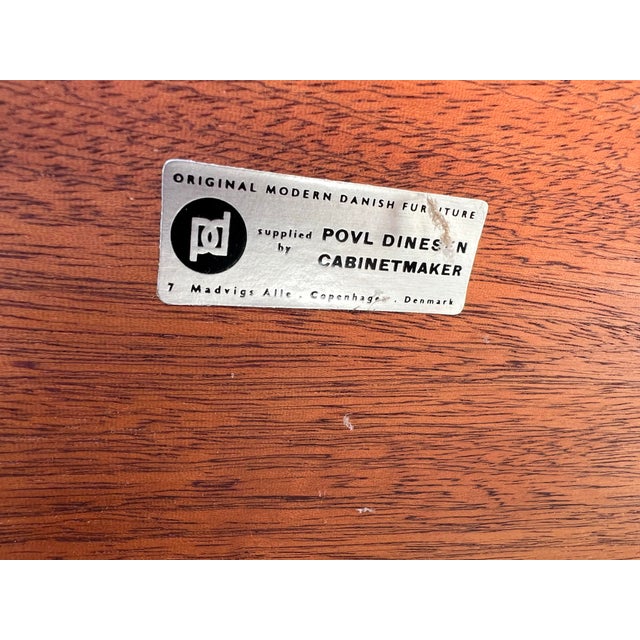 ORIGINAL MODERN DANISH FURNITURE
pd
supplied by POVL DINESEN
CABINETMAKER
7 Madvigs Alle . Copenhagen . Denmark